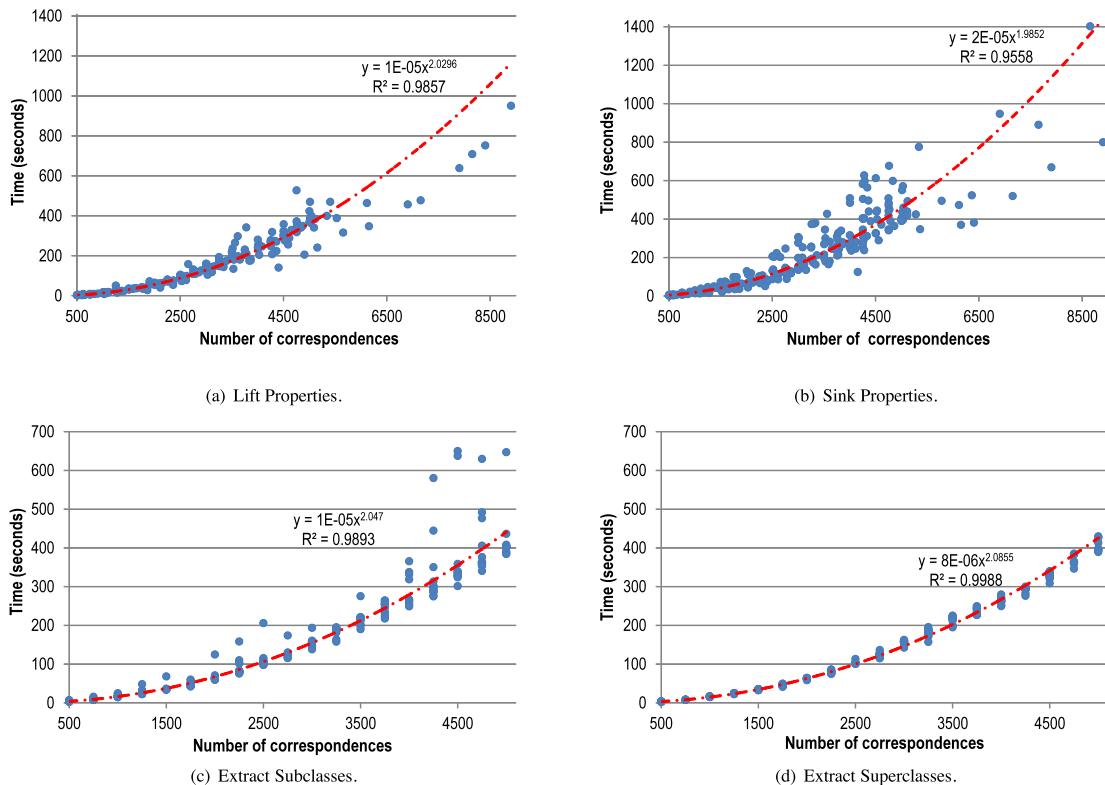 1400
1200
1000
800
600
400
200
0
Time (seconds)
y = 1E-05x^2.0296
R² = 0.9857
500 2500 4500 6500 8500
Number of correspondences
(a) Lift Properties.
1400
1200
1000
800
600
400
200
0
Time (seconds)
y = 2E-05x^1.9852
R² = 0.9558
500 2500 4500 6500 8500
Number of correspondences
(b) Sink Properties.
700
600
500
400
300
200
100
0
Time (seconds)
y = 1E-05x^2.047
R² = 0.9893
500 1500 2500 3500 4500
Number of correspondences
(c) Extract Subclasses.
700
600
500
400
300
200
100
0
Time (seconds)
y = 8E-06x^2.0855
R² = 0.9988
500 1500 2500 3500 4500
Number of correspondences
(d) Extract Superclasses.